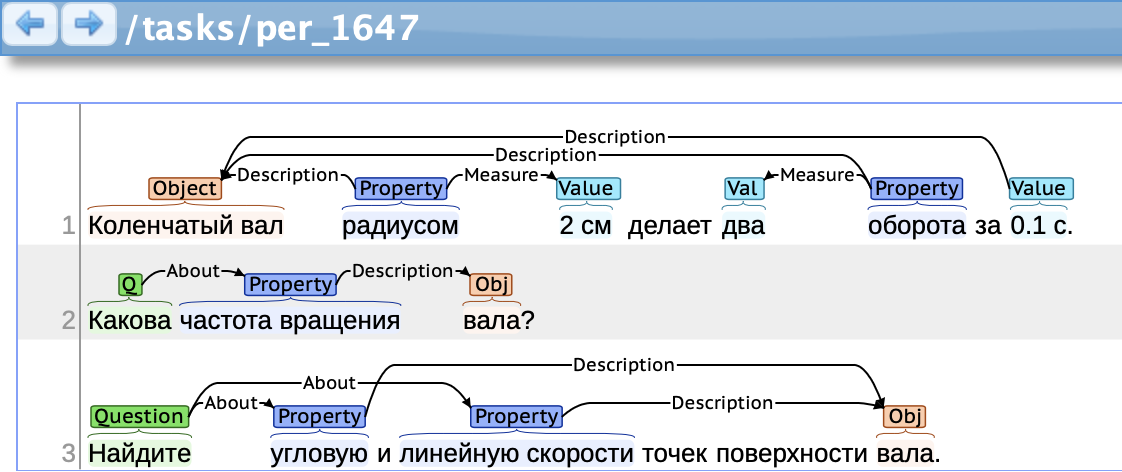 /tasks/per_1647
Description
Description
Description Measure Measure
Object Property Value Val Property Value
1 Коленчатый вал радиусом 2 см делает два оборота за 0.1 с.
About Description
Q Property Obj
2 Какова частота вращения вала?
Description
About
About Description
Question Property Property Obj
3 Найдите угловую и линейную скорости точек поверхности вала.